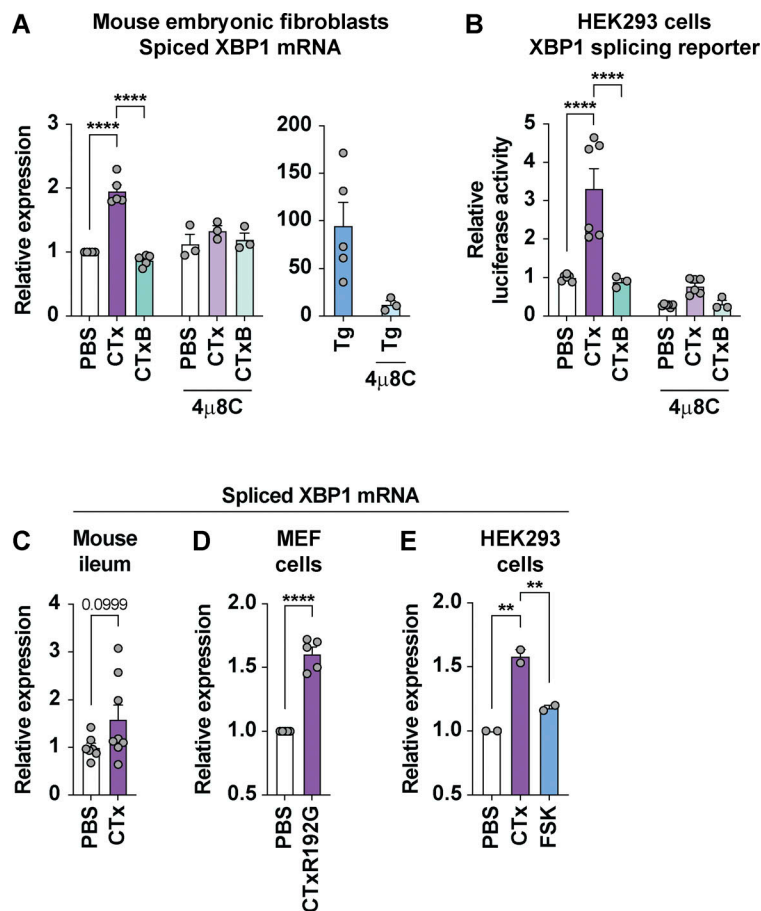 A
Mouse embryonic fibroblasts
Spiced XBP1 mRNA
Relative expression
3
2
1
0
****
****
PBS
CTx
CTxB
PBS
CTx
CTxB
4μ8C
200
150
100
50
0
Tg
Tg
4μ8C
B
HEK293 cells
XBP1 splicing reporter
Relative
luciferase activity
5
4
3
2
1
0
****
****
PBS
CTx
CTxB
PBS
CTx
CTxB
4μ8C
Spliced XBP1 mRNA
C
Mouse
ileum
Relative expression
4
3
2
1
0
0.0999
PBS
CTx
D
MEF
cells
Relative expression
2.0
1.5
1.0
0.5
****
PBS
CTxR192G
E
HEK293
cells
Relative expression
2.0
1.5
1.0
0.5
**
**
PBS
CTx
FSK